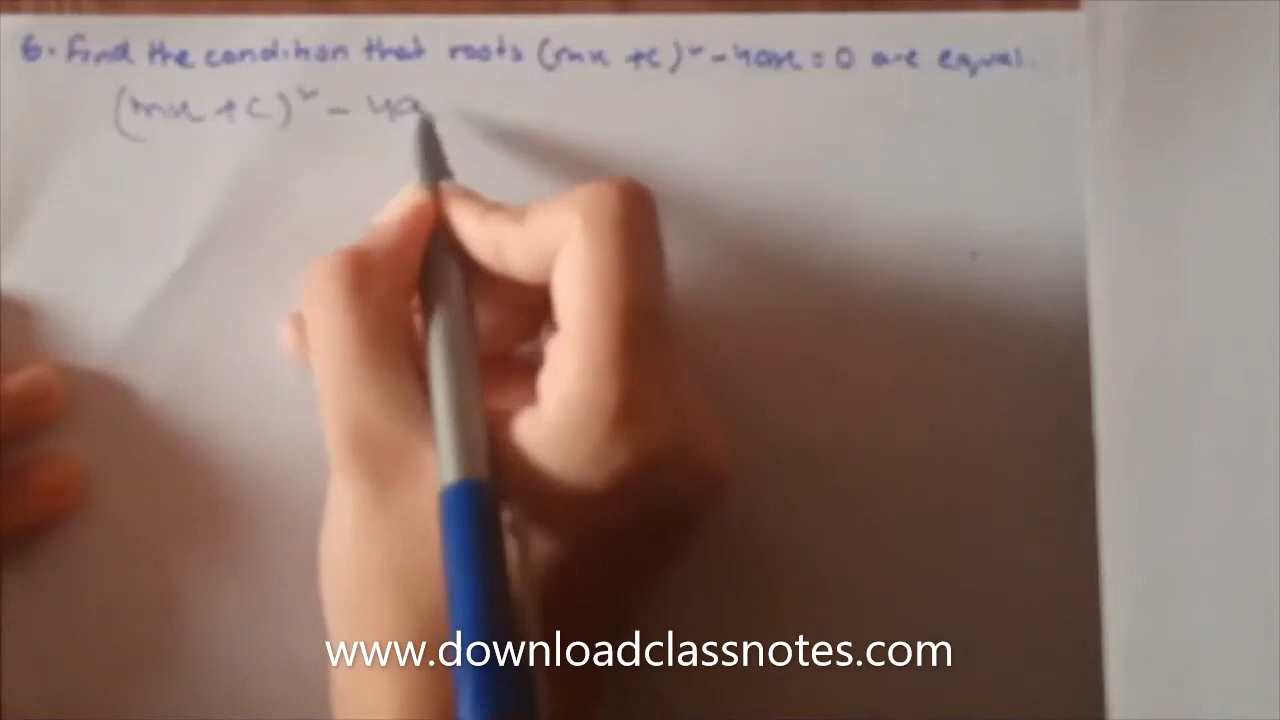 6. Find the condition that roots (mx + c)² - 4ax = 0 are equal.
(mx + c)² - 4a
www.downloadclassnotes.com